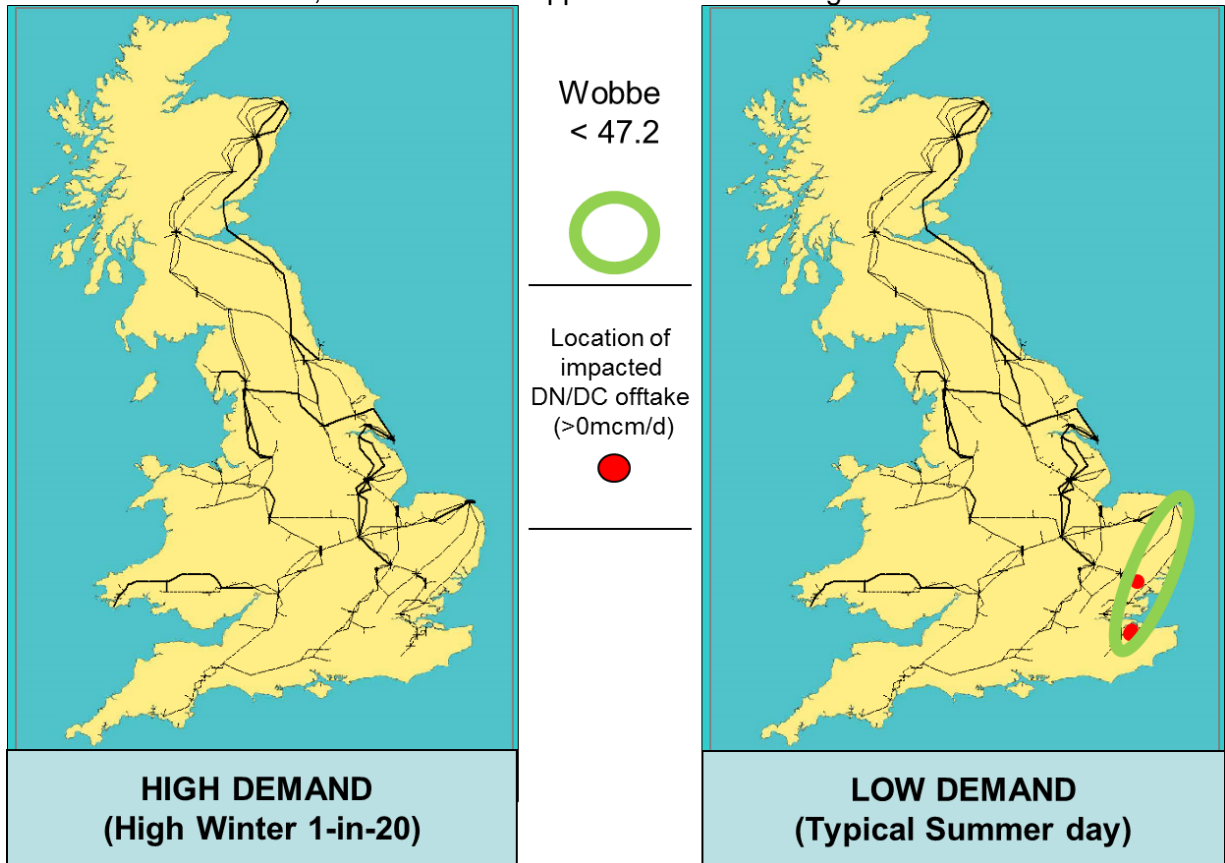 Wobbe
< 47.2
Location of
impacted
DN/DC offtake
(>0mcm/d)
HIGH DEMAND
(High Winter 1-in-20)
LOW DEMAND
(Typical Summer day)